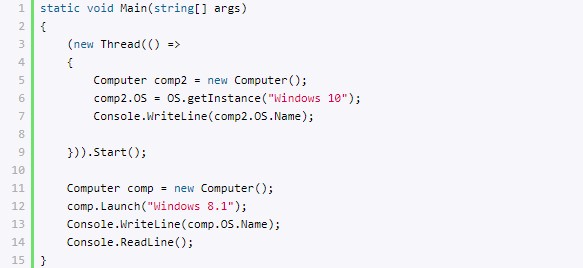 1 static void Main(string[] args)
2 {
3     (new Thread(() =>
4     {
5         Computer comp2 = new Computer();
6         comp2.OS = OS.getInstance("Windows 10");
7         Console.WriteLine(comp2.OS.Name);
8
9     })).Start();
10
11     Computer comp = new Computer();
12     comp.Launch("Windows 8.1");
13     Console.WriteLine(comp.OS.Name);
14     Console.ReadLine();
15 }